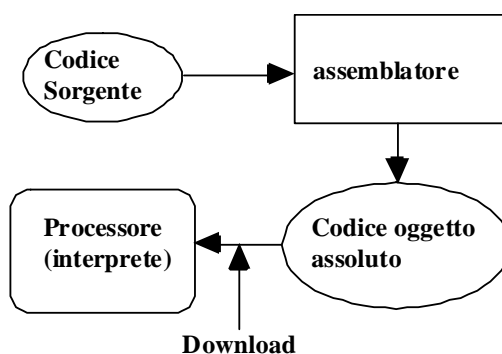 Codice
Sorgente
assemblatore
Processore
(interprete)
Codice oggetto
assoluto
Download